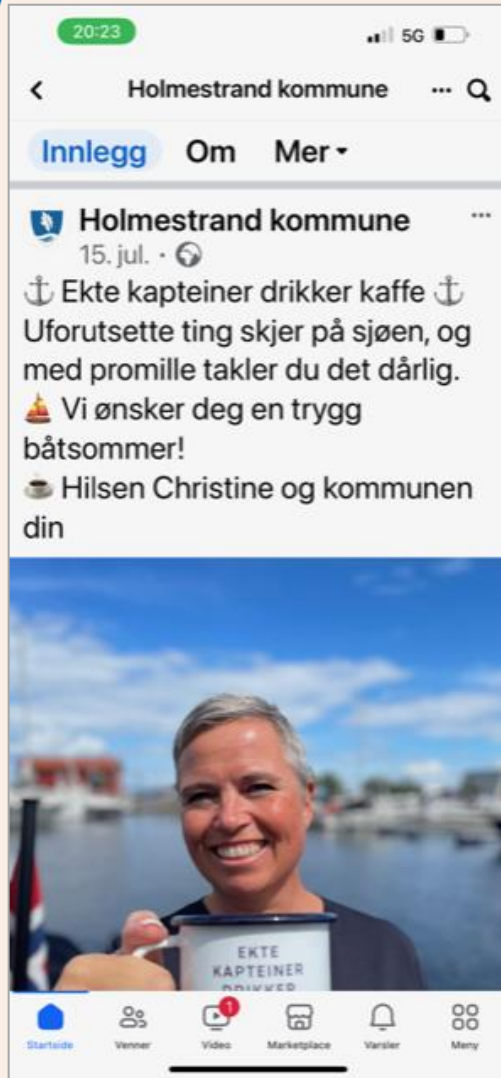 20:23
5G
Holmestrand kommune
Innlegg Om Mer
Holmestrand kommune
15. jul. ·
⚓ Ekte kapteiner drikker kaffe ⚓
Uforutsette ting skjer på sjøen, og
med promille takler du det dårlig.
⛵ Vi ønsker deg en trygg
båtsommer!
☕ Hilsen Christine og kommunen
din
EKTE
KAPTEINER
DRIKKER
1
Startside Venner Video Marketplace Varsler Meny